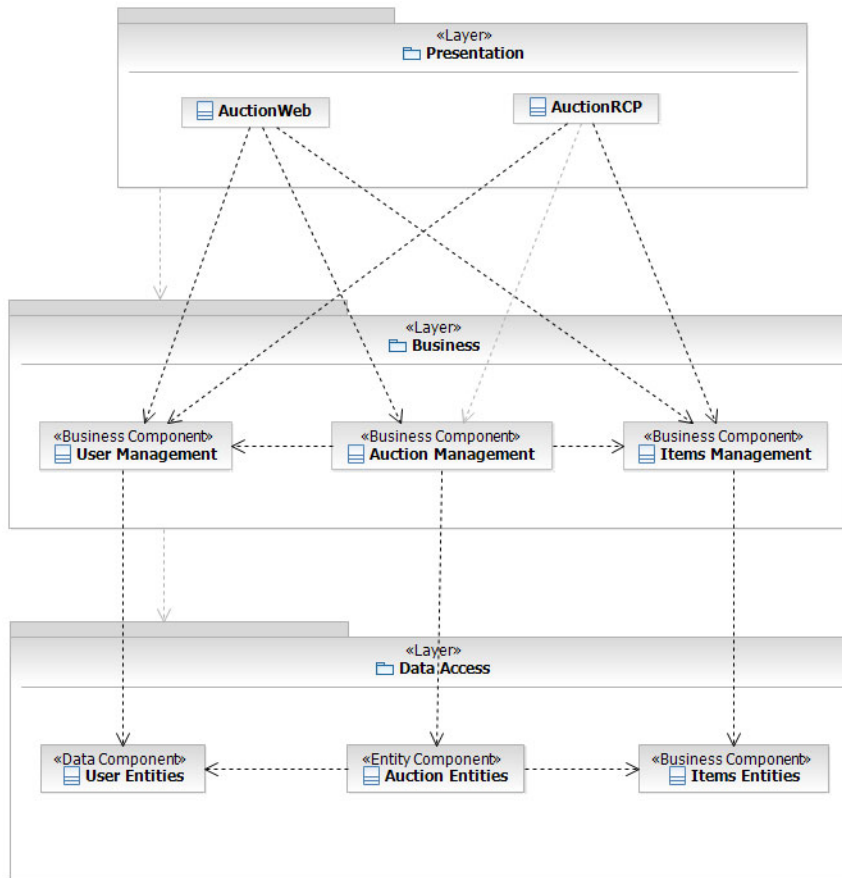 «Layer»
Presentation
AuctionWeb
AuctionRCP
«Layer»
Business
«Business Component»
User Management
«Business Component»
Auction Management
«Business Component»
Items Management
«Layer»
Data Access
«Data Component»
User Entities
«Entity Component»
Auction Entities
«Business Component»
Items Entities